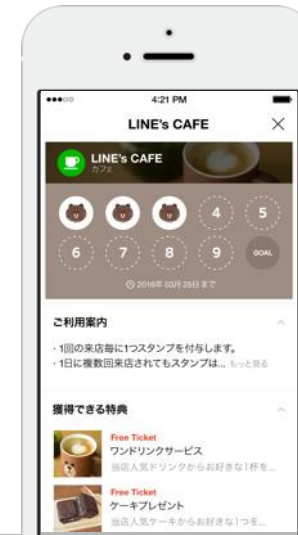 4:21 PM
LINE's CAFE
LINE's CAFE
カフェ
4 5
6 7 8 9 GOAL
2016年 03月 25日 まで
ご利用案内
・1回の来店毎に1つスタンプを付与します。
・1日に複数回来店されてもスタンプは... もっと見る
獲得できる特典
Free Ticket
ワンドリンクサービス
当店人気ドリンクからお好きな1杯を...
Free Ticket
ケーキプレゼント
当店人気ケーキからお好きな1つを...